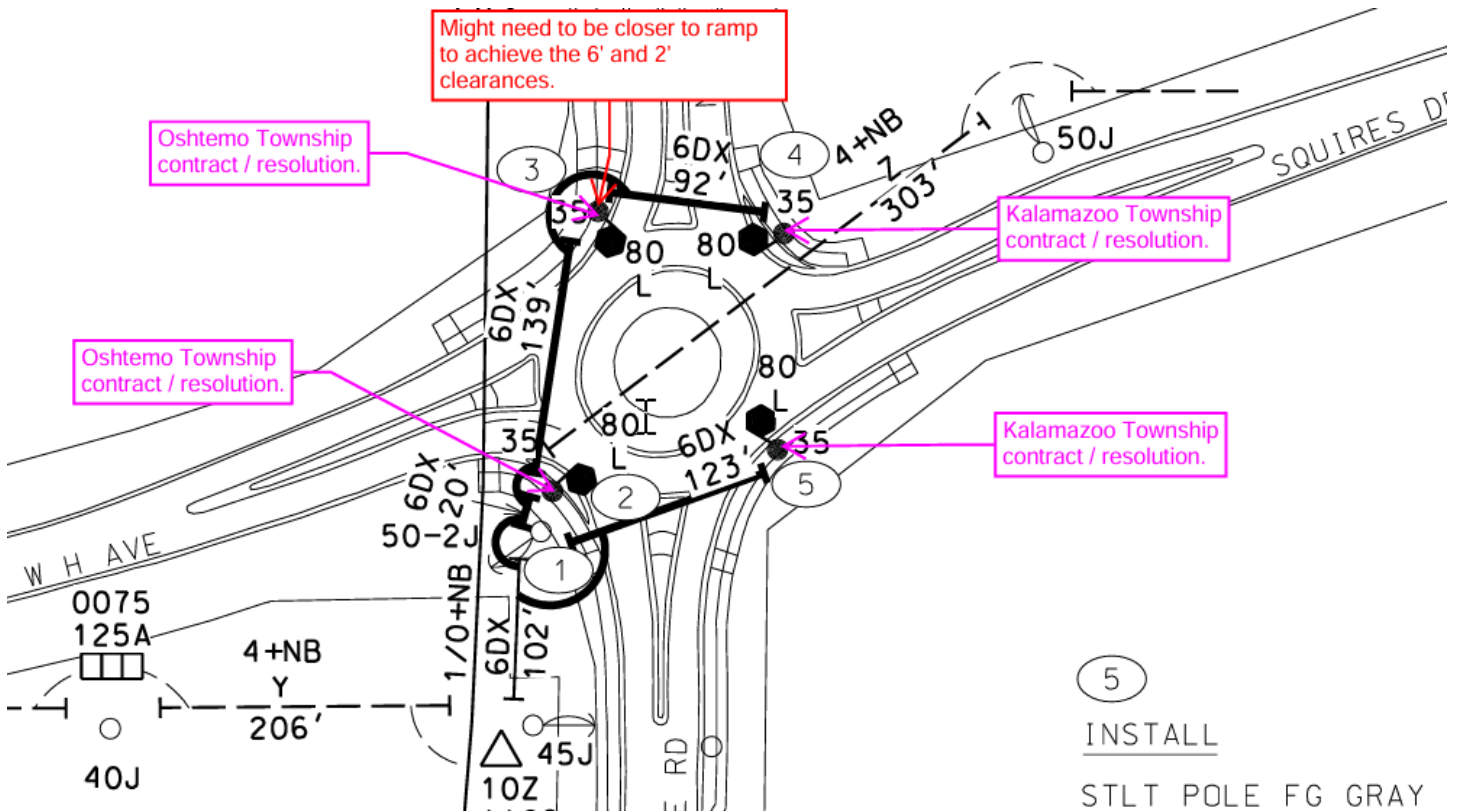 Might need to be closer to ramp
to achieve the 6' and 2'
clearances.
Oshtemo Township
contract / resolution.
3
6DX
92'
4
4+NB
Z
303'
50J
SQUIRES
35
35
Kalamazoo Township
contract / resolution.
80
L
80
L
6DX
139'
Oshtemo Township
contract / resolution.
80
L
35
80
L
6DX
123'
35
Kalamazoo Township
contract / resolution.
6DX
20'
2
5
50-2J
W H AVE
1
0075
125A
1/0+NB
6DX
102'
4+NB
Y
206'
5
INSTALL
40J
45J
10Z
RD
STLT POLE FG GRAY